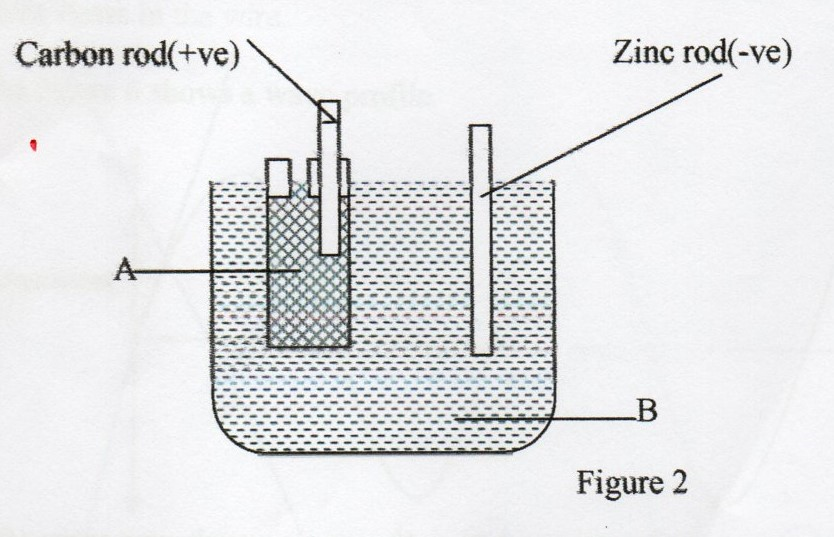 Carbon rod(+ve)
Zinc rod(-ve)
A
B
Figure 2